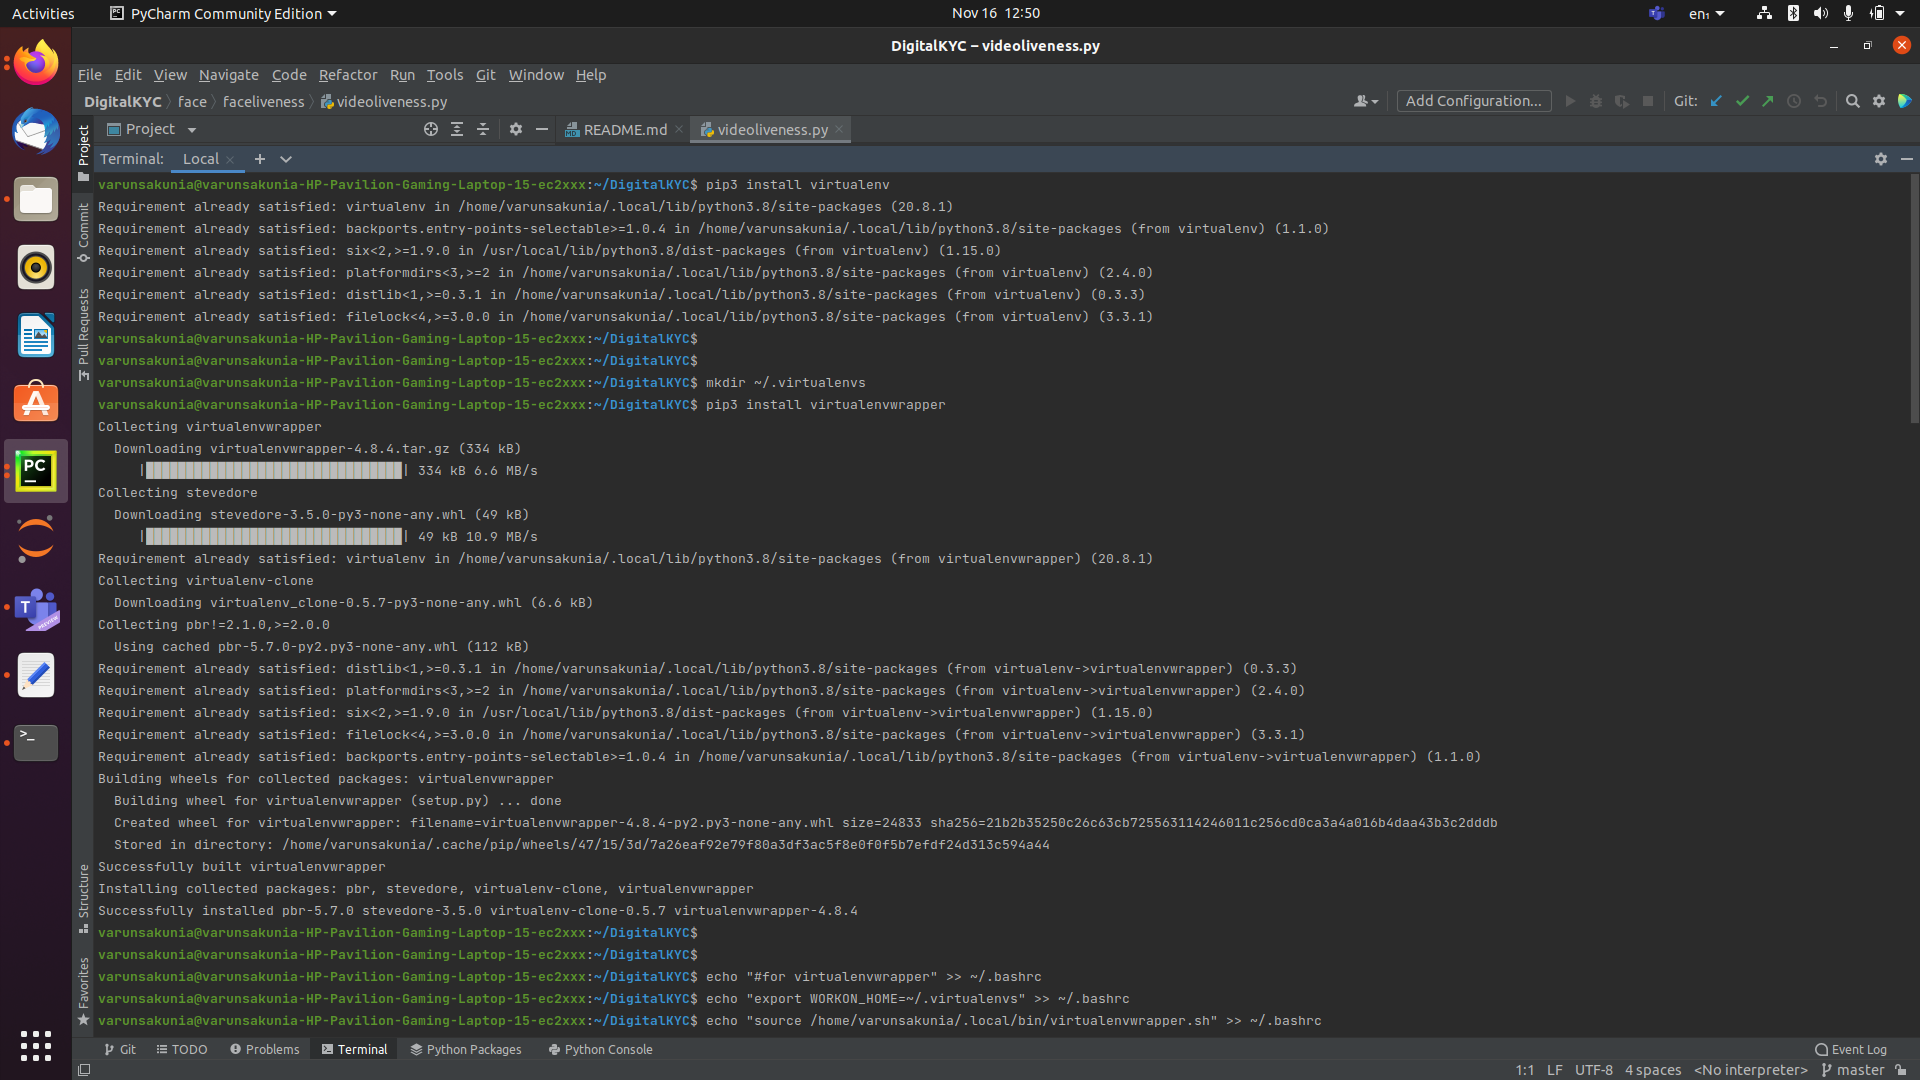 Activities PyCharm Community Edition Nov 16 12:50 en1
DigitalKYC – videoliveness.py
File Edit View Navigate Code Refactor Run Tools Git Window Help
DigitalKYC face faceliveness videoliveness.py Add Configuration... Git:
Project README.md videoliveness.py
Terminal: Local
Project
Commit
Pull Requests
Structure
Favorites
varunsakunia@varunsakunia-HP-Pavilion-Gaming-Laptop-15-ec2xxx:~/DigitalKYC$ pip3 install virtualenv
Requirement already satisfied: virtualenv in /home/varunsakunia/.local/lib/python3.8/site-packages (20.8.1)
Requirement already satisfied: backports.entry-points-selectable>=1.0.4 in /home/varunsakunia/.local/lib/python3.8/site-packages (from virtualenv) (1.1.0)
Requirement already satisfied: six<2,>=1.9.0 in /usr/local/lib/python3.8/dist-packages (from virtualenv) (1.15.0)
Requirement already satisfied: platformdirs<3,>=2 in /home/varunsakunia/.local/lib/python3.8/site-packages (from virtualenv) (2.4.0)
Requirement already satisfied: distlib<1,>=0.3.1 in /home/varunsakunia/.local/lib/python3.8/site-packages (from virtualenv) (0.3.3)
Requirement already satisfied: filelock<4,>=3.0.0 in /home/varunsakunia/.local/lib/python3.8/site-packages (from virtualenv) (3.3.1)
varunsakunia@varunsakunia-HP-Pavilion-Gaming-Laptop-15-ec2xxx:~/DigitalKYC$
varunsakunia@varunsakunia-HP-Pavilion-Gaming-Laptop-15-ec2xxx:~/DigitalKYC$
varunsakunia@varunsakunia-HP-Pavilion-Gaming-Laptop-15-ec2xxx:~/DigitalKYC$ mkdir ~/.virtualenvs
varunsakunia@varunsakunia-HP-Pavilion-Gaming-Laptop-15-ec2xxx:~/DigitalKYC$ pip3 install virtualenvwrapper
Collecting virtualenvwrapper
Downloading virtualenvwrapper-4.8.4.tar.gz (334 kB)
|████████████████████████████████| 334 kB 6.6 MB/s
Collecting stevedore
Downloading stevedore-3.5.0-py3-none-any.whl (49 kB)
|████████████████████████████████| 49 kB 10.9 MB/s
Requirement already satisfied: virtualenv in /home/varunsakunia/.local/lib/python3.8/site-packages (from virtualenvwrapper) (20.8.1)
Collecting virtualenv-clone
Downloading virtualenv_clone-0.5.7-py3-none-any.whl (6.6 kB)
Collecting pbr!=2.1.0,>=2.0.0
Using cached pbr-5.7.0-py2.py3-none-any.whl (112 kB)
Requirement already satisfied: distlib<1,>=0.3.1 in /home/varunsakunia/.local/lib/python3.8/site-packages (from virtualenv->virtualenvwrapper) (0.3.3)
Requirement already satisfied: platformdirs<3,>=2 in /home/varunsakunia/.local/lib/python3.8/site-packages (from virtualenv->virtualenvwrapper) (2.4.0)
Requirement already satisfied: six<2,>=1.9.0 in /usr/local/lib/python3.8/dist-packages (from virtualenv->virtualenvwrapper) (1.15.0)
Requirement already satisfied: filelock<4,>=3.0.0 in /home/varunsakunia/.local/lib/python3.8/site-packages (from virtualenv->virtualenvwrapper) (3.3.1)
Requirement already satisfied: backports.entry-points-selectable>=1.0.4 in /home/varunsakunia/.local/lib/python3.8/site-packages (from virtualenv->virtualenvwrapper) (1.1.0)
Building wheels for collected packages: virtualenvwrapper
Building wheel for virtualenvwrapper (setup.py) ... done
Created wheel for virtualenvwrapper: filename=virtualenvwrapper-4.8.4-py2.py3-none-any.whl size=24833 sha256=21b2b35250c26c63cb725563114246011c256cd0ca3a4a016b4daa43b3c2dddb
Stored in directory: /home/varunsakunia/.cache/pip/wheels/47/15/3d/7a26eaf92e79f80a3df3ac5f8e0f0f5b7efdf24d313c594a44
Successfully built virtualenvwrapper
Installing collected packages: pbr, stevedore, virtualenv-clone, virtualenvwrapper
Successfully installed pbr-5.7.0 stevedore-3.5.0 virtualenv-clone-0.5.7 virtualenvwrapper-4.8.4
varunsakunia@varunsakunia-HP-Pavilion-Gaming-Laptop-15-ec2xxx:~/DigitalKYC$
varunsakunia@varunsakunia-HP-Pavilion-Gaming-Laptop-15-ec2xxx:~/DigitalKYC$
varunsakunia@varunsakunia-HP-Pavilion-Gaming-Laptop-15-ec2xxx:~/DigitalKYC$ echo "#for virtualenvwrapper" >> ~/.bashrc
varunsakunia@varunsakunia-HP-Pavilion-Gaming-Laptop-15-ec2xxx:~/DigitalKYC$ echo "export WORKON_HOME=~/.virtualenvs" >> ~/.bashrc
varunsakunia@varunsakunia-HP-Pavilion-Gaming-Laptop-15-ec2xxx:~/DigitalKYC$ echo "source /home/varunsakunia/.local/bin/virtualenvwrapper.sh" >> ~/.bashrc
Git TODO Problems Terminal Python Packages Python Console Event Log
1:1 LF UTF-8 4 spaces <No interpreter> master